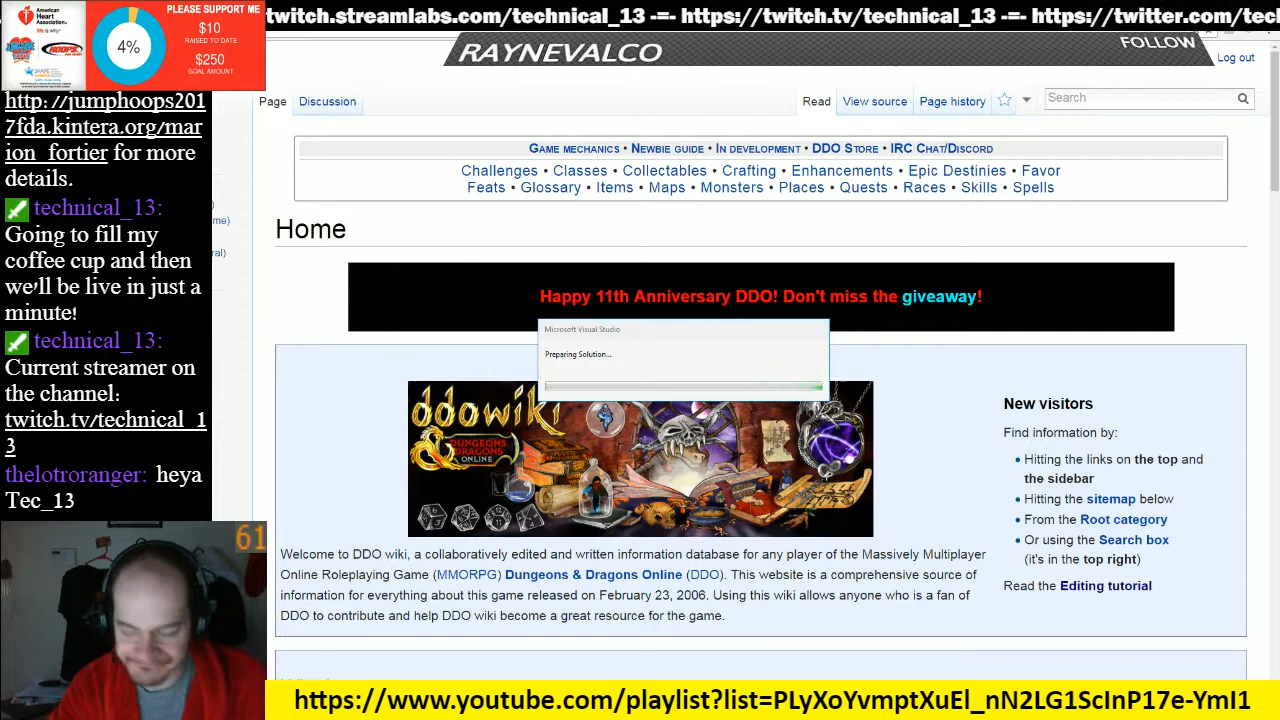 American
Heart
Association
life is why
HOOPS
4%
PLEASE SUPPORT ME
$10
RAISED TO DATE
$250
GOAL AMOUNT
twitch.streamlabs.com/technical_13 -=- https://twitch.tv/technical_13 -=- https://twitter.com/tec
RAYNEVALCO
FOLLOW
Log out
http://jumphoops201
7fda.kintera.org/mar
ion_fortier for more
details.
technical_13:
Going to fill my
coffee cup and then
we'll be live in just a
minute!
technical_13:
Current streamer on
the channel:
twitch.tv/technical_1
3
thelotroranger: heya
Tec_13
61
Page Discussion Read View source Page history Search
Game mechanics • Newbie guide • In development • DDO Store • IRC Chat/Discord
Challenges • Classes • Collectables • Crafting • Enhancements • Epic Destinies • Favor
Feats • Glossary • Items • Maps • Monsters • Places • Quests • Races • Skills • Spells
Home
Happy 11th Anniversary DDO! Don't miss the giveaway!
Microsoft Visual Studio
Preparing Solution...
ddowiki
DUNGEONS
& DRAGONS
ONLINE
Welcome to DDO wiki, a collaboratively edited and written information database for any player of the Massively Multiplayer
Online Roleplaying Game (MMORPG) Dungeons & Dragons Online (DDO). This website is a comprehensive source of
information for everything about this game released on February 23, 2006. Using this wiki allows anyone who is a fan of
DDO to contribute and help DDO wiki become a great resource for the game.
New visitors
Find information by:
• Hitting the links on the top and
the sidebar
• Hitting the sitemap below
• From the Root category
• Or using the Search box
(it's in the top right)
Read the Editing tutorial
https://www.youtube.com/playlist?list=PLyXoYvmptXuEl_nN2LG1ScInP17e-YmI1